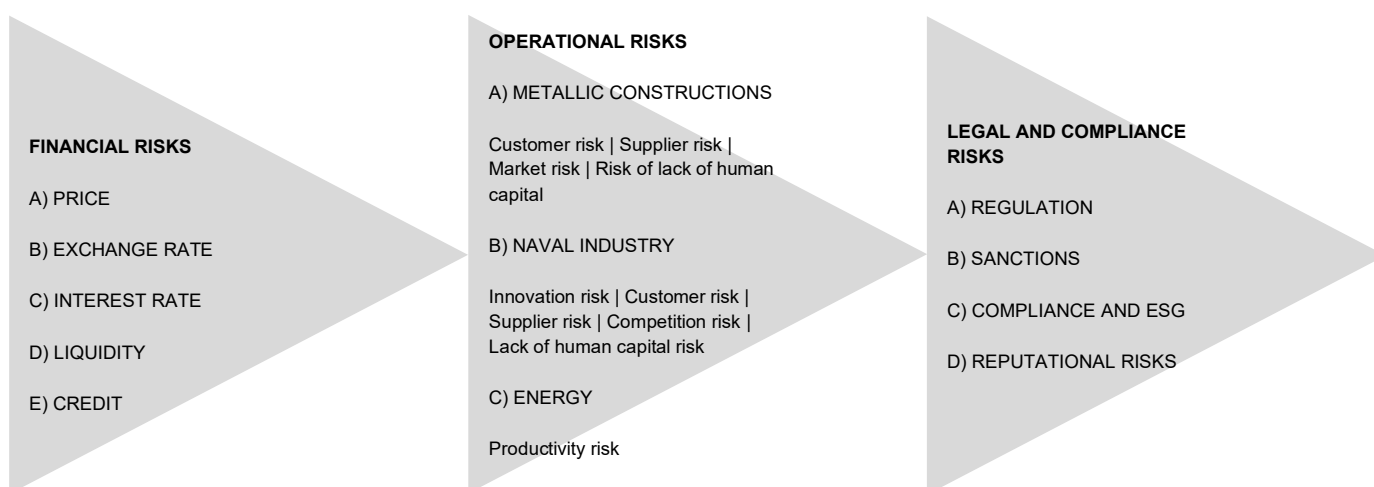 FINANCIAL RISKS
A) PRICE
B) EXCHANGE RATE
C) INTEREST RATE
D) LIQUIDITY
E) CREDIT
OPERATIONAL RISKS
A) METALLIC CONSTRUCTIONS
Customer risk | Supplier risk |
Market risk | Risk of lack of human
capital
B) NAVAL INDUSTRY
Innovation risk | Customer risk |
Supplier risk | Competition risk |
Lack of human capital risk
C) ENERGY
Productivity risk
LEGAL AND COMPLIANCE
RISKS
A) REGULATION
B) SANCTIONS
C) COMPLIANCE AND ESG
D) REPUTATIONAL RISKS